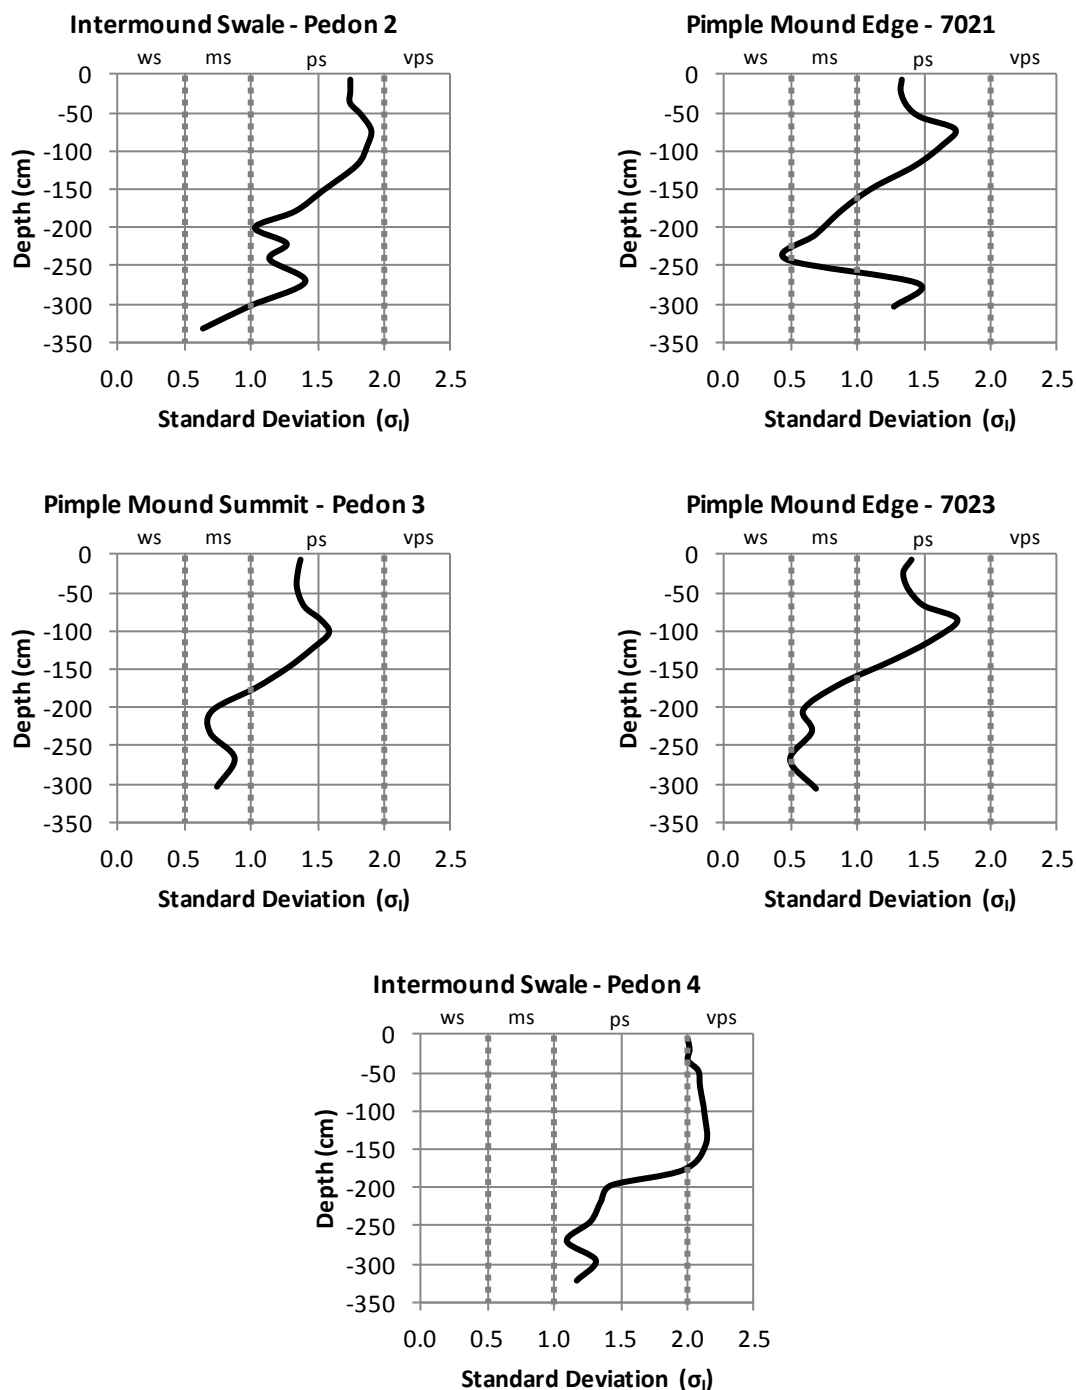 Intermound Swale - Pedon 2
ws ms ps vps
0
-50
-100
-150
-200
-250
-300
-350
Depth (cm)
0.0 0.5 1.0 1.5 2.0 2.5
Standard Deviation (σI)
Pimple Mound Edge - 7021
ws ms ps vps
0
-50
-100
-150
-200
-250
-300
-350
Depth (cm)
0.0 0.5 1.0 1.5 2.0 2.5
Standard Deviation (σI)
Pimple Mound Summit - Pedon 3
ws ms ps vps
0
-50
-100
-150
-200
-250
-300
-350
Depth (cm)
0.0 0.5 1.0 1.5 2.0 2.5
Standard Deviation (σI)
Pimple Mound Edge - 7023
ws ms ps vps
0
-50
-100
-150
-200
-250
-300
-350
Depth (cm)
0.0 0.5 1.0 1.5 2.0 2.5
Standard Deviation (σI)
Intermound Swale - Pedon 4
ws ms ps vps
0
-50
-100
-150
-200
-250
-300
-350
Depth (cm)
0.0 0.5 1.0 1.5 2.0 2.5
Standard Deviation (σI)